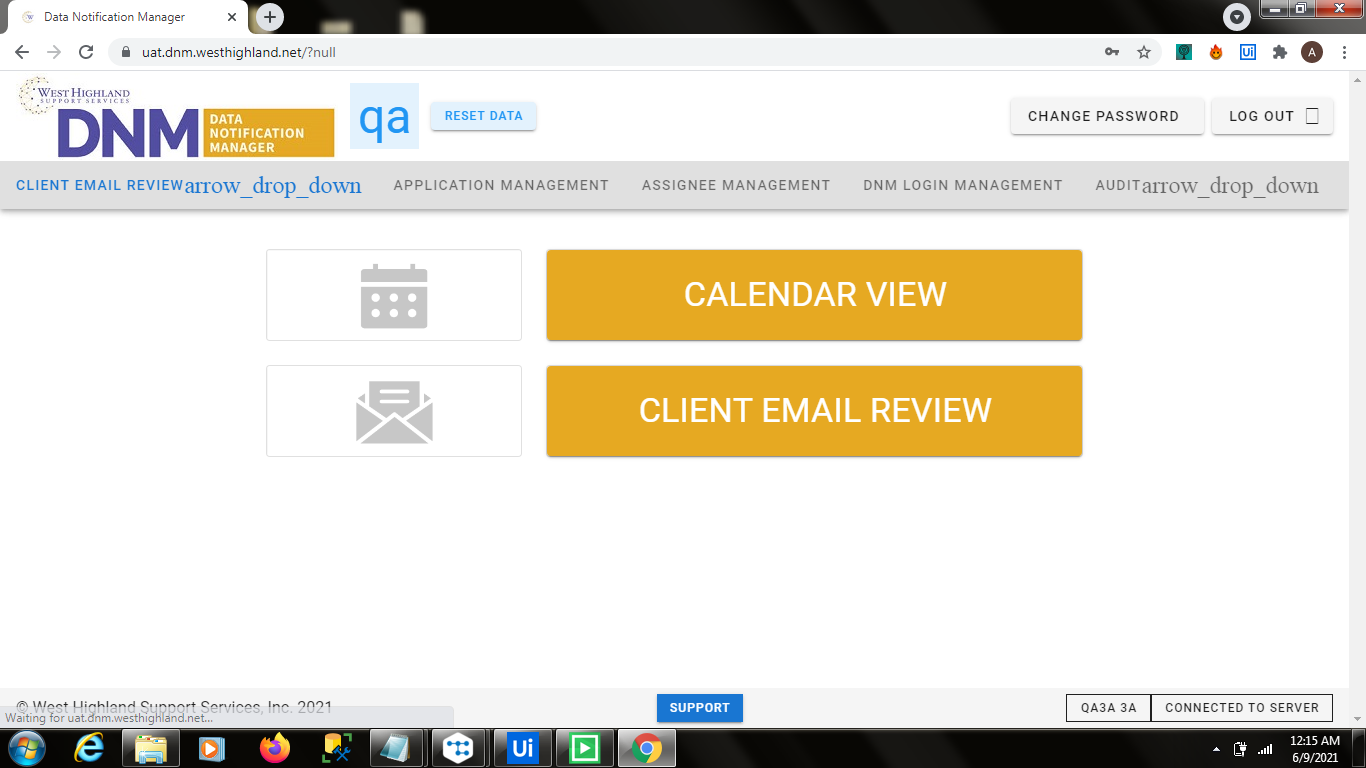 Data Notification Manager
uat.dnm.westhighland.net/?null
Ui
A
WEST HIGHLAND
SUPPORT SERVICES
DNM
DATA
NOTIFICATION
MANAGER
qa
RESET DATA
CHANGE PASSWORD
LOG OUT
CLIENT EMAIL REVIEWarrow_drop_down
APPLICATION MANAGEMENT
ASSIGNEE MANAGEMENT
DNM LOGIN MANAGEMENT
AUDITarrow_drop_down
CALENDAR VIEW
CLIENT EMAIL REVIEW
© West Highland Support Services, Inc. 2021
Waiting for uat.dnm.westhighland.net...
SUPPORT
QA3A 3A
CONNECTED TO SERVER
Ui
12:15 AM
6/9/2021